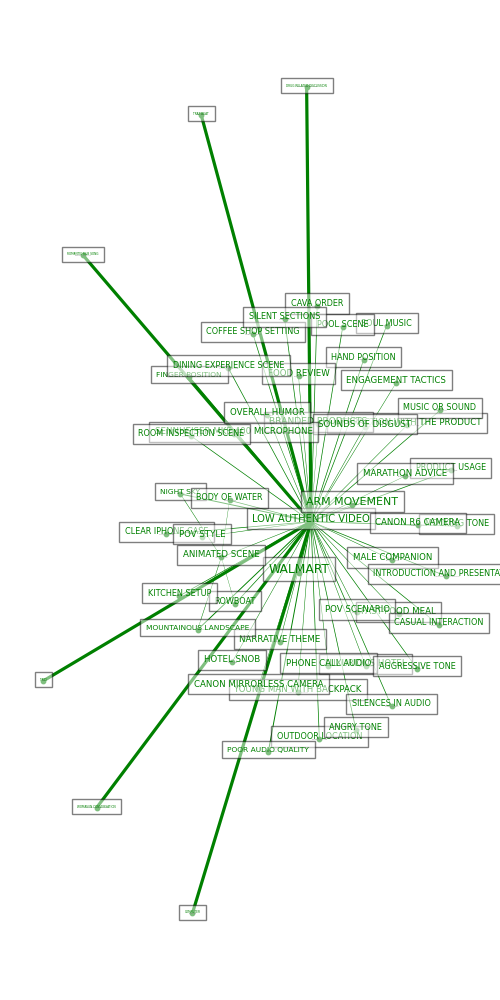 CAVA ORDER
SILENT SECTIONS
POOL SCENE
SOUL MUSIC
COFFEE SHOP SETTING
HAND POSITION
DINING EXPERIENCE SCENE
FINGER POSITION
FOOD REVIEW
ENGAGEMENT TACTICS
MUSIC OR SOUND
OVERALL HUMOR
SOUNDS OF DISGUST
THE PRODUCT
ROOM INSPECTION SCENE
MICROPHONE
MARATHON ADVICE
PRODUCT USAGE
NIGHT SKY
BODY OF WATER
ARM MOVEMENT
LOW AUTHENTIC VIDEO
CANON R6 CAMERA
TONE
CLEAR IPHONE CASE
POV STYLE
ANIMATED SCENE
MALE COMPANION
WALMART
INTRODUCTION AND PRESENTA
KITCHEN SETUP
ROWBOAT
POV SCENARIO
FOOD MEAL
CASUAL INTERACTION
MOUNTAINOUS LANDSCAPE
NARRATIVE THEME
HOTEL SNOB
PHONE CALL AUDIO
AGGRESSIVE TONE
CANON MIRRORLESS CAMERA
YOUNG MAN WITH BACKPACK
SILENCES IN AUDIO
ANGRY TONE
OUTDOOR LOCATION
POOR AUDIO QUALITY